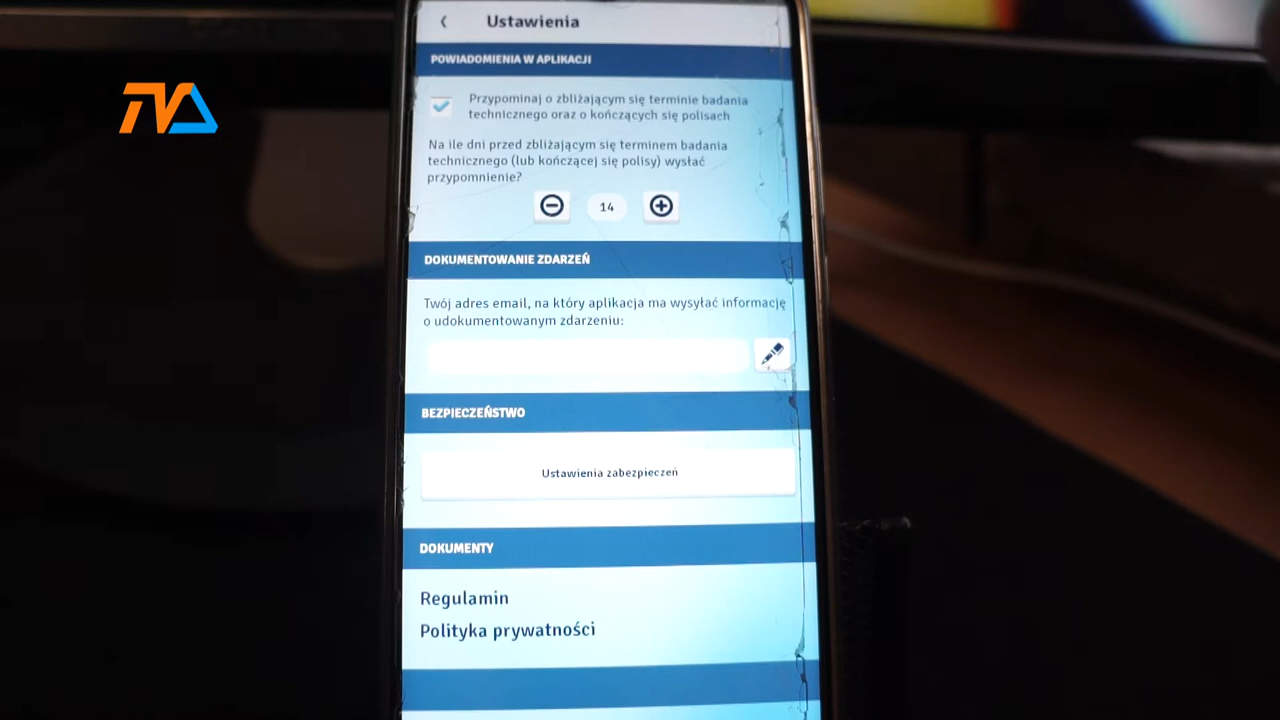 Ustawienia
POWIADOMIENIA W APLIKACJI
Przypominaj o zbliżającym się terminie badania
technicznego oraz o kończących się polisach
Na ile dni przed zbliżającym się terminem badania
technicznego (lub kończącej się polisy) wysłać
przypomnienie?
14
DOKUMENTOWANIE ZDARZEŃ
Twój adres email, na który aplikacja ma wysyłać informację
o udokumentowanym zdarzeniu:
BEZPIECZEŃSTWO
Ustawienia zabezpieczeń
DOKUMENTY
Regulamin
Polityka prywatności